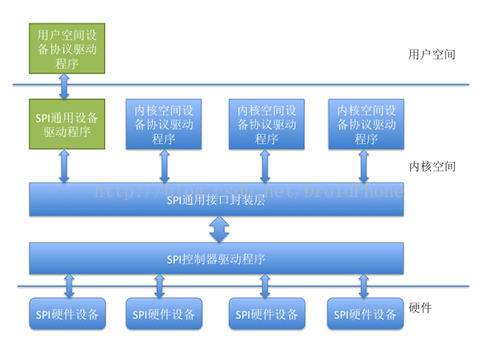 用户空间设
备协议驱动
程序
用户空间
SPI通用设备
驱动程序
内核空间设
备协议驱动
程序
内核空间设
备协议驱动
程序
内核空间设
备协议驱动
程序
内核空间
http://blog.csdn.net/DroidPhone
SPI通用接口封装层
SPI控制器驱动程序
硬件
SPI硬件设备
SPI硬件设备
SPI硬件设备
SPI硬件设备